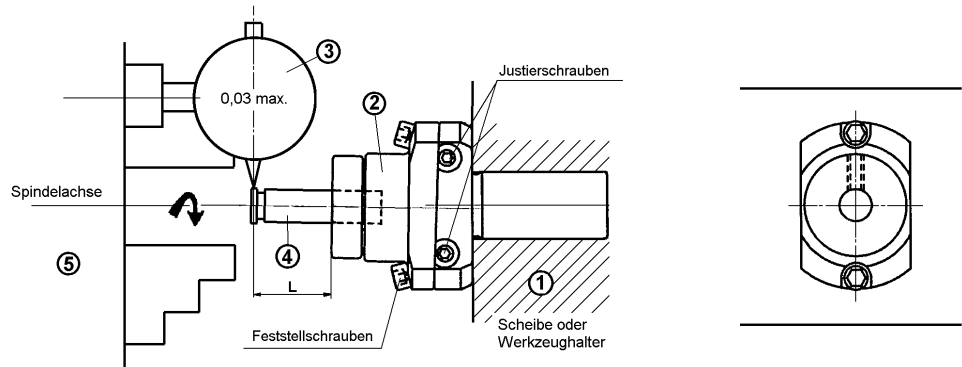 ③
Justierschrauben
0,03 max.
②
Spindelachse
④
⑤
①
L
Scheibe oder
Werkzeughalter
Feststellschrauben